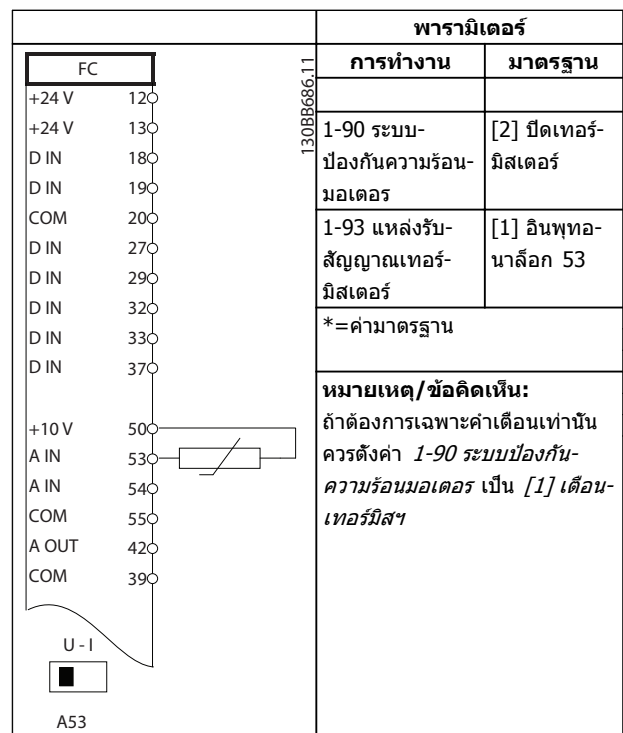 FC
+24 V 12
+24 V 13
D IN 18
D IN 19
COM 20
D IN 27
D IN 29
D IN 32
D IN 33
D IN 37
+10 V 50
A IN 53
A IN 54
COM 55
A OUT 42
COM 39
U - I
A53
130BB686.11
พารามิเตอร์
การทำงาน มาตรฐาน
1-90 ระบบ- [2] ปิดเทอร์-
ป้องกันความร้อน- มิสเตอร์
มอเตอร
1-93 แหล่งรับ- [1] อินพุทอ-
สัญญาณเทอร์- นาล็อก 53
มิสเตอร์
*=ค่ามาตรฐาน
หมายเหตุ/ข้อคิดเห็น:
ถ้าต้องการเฉพาะคำเตือนเท่านั้น
ควรตั้งค่า 1-90 ระบบป้องกัน-
ความร้อนมอเตอร เป็น [1] เตือน-
เทอร์มิสฯ